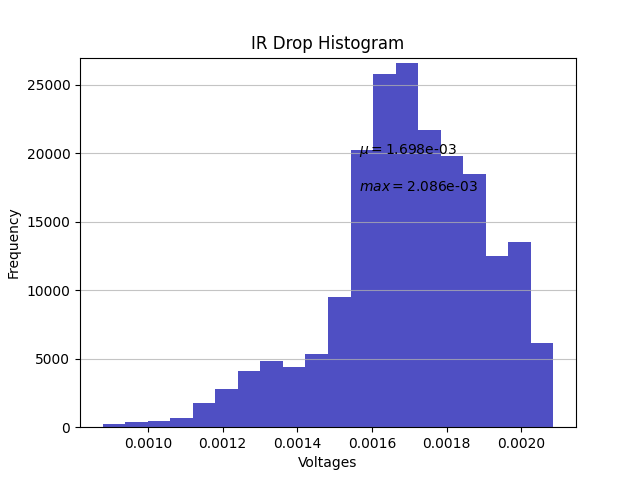 IR Drop Histogram
25000
20000
15000
10000
5000
0
Frequency
μ = 1.698e-03
max = 2.086e-03
0.0010 0.0012 0.0014 0.0016 0.0018 0.0020
Voltages